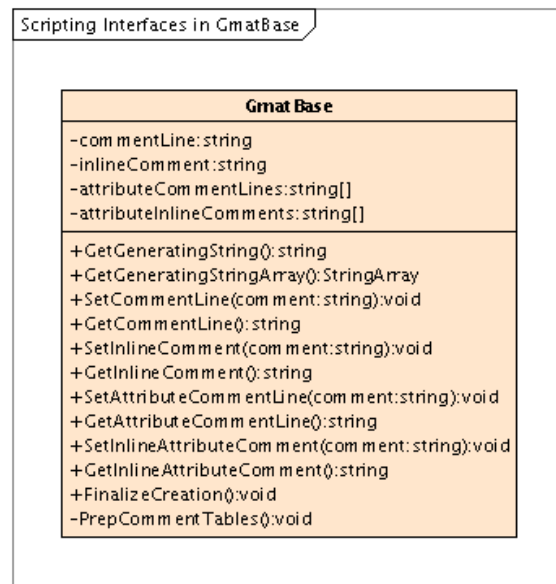 Scripting Interfaces in GmatBase
GmatBase
-commentLine:string
-inlineComment:string
-attributeCommentLines:string[]
-attributeInlineComments:string[]
+GetGeneratingString():string
+GetGeneratingStringArray():StringArray
+SetCommentLine(comment:string):void
+GetCommentLine():string
+SetInlineComment(comment:string):void
+GetInlineComment():string
+SetAttributeCommentLine(comment:string):void
+GetAttributeCommentLine():string
+SetInlineAttributeComment(comment:string):void
+GetInlineAttributeComment():string
+FinalizeCreation():void
-PrepCommentTables():void